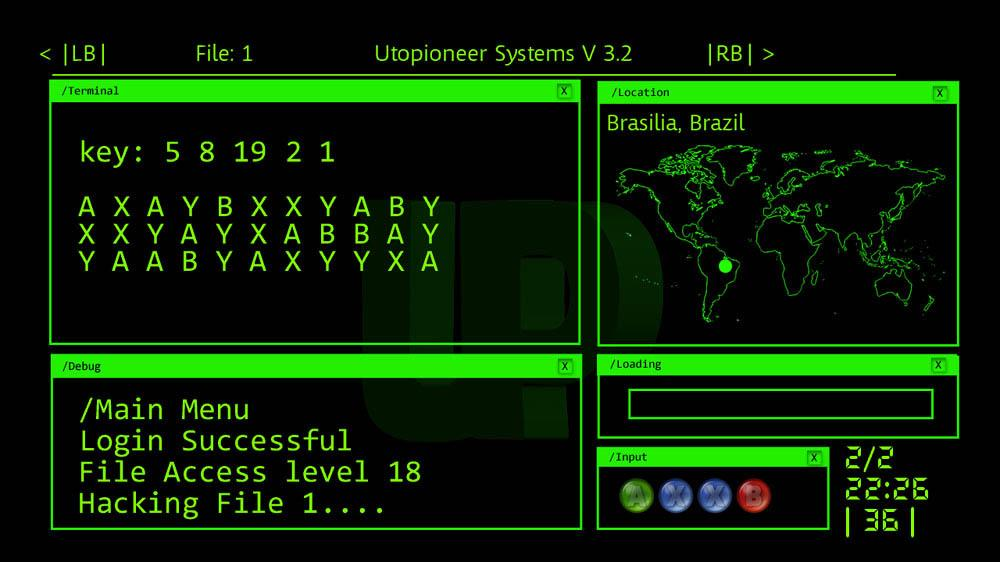 < |LB| File: 1 Utopioneer Systems V 3.2 |RB| >
/Terminal X
key: 5 8 19 2 1
A X A Y B X X Y A B Y
X X Y A Y X A B B A Y
Y A A B Y A X Y Y X A
/Location X
Brasilia, Brazil
/Debug X
/Main Menu
Login Successful
File Access level 18
Hacking File 1....
/Loading X
/Input X
A X X B
2/2
22:26
| 36 |